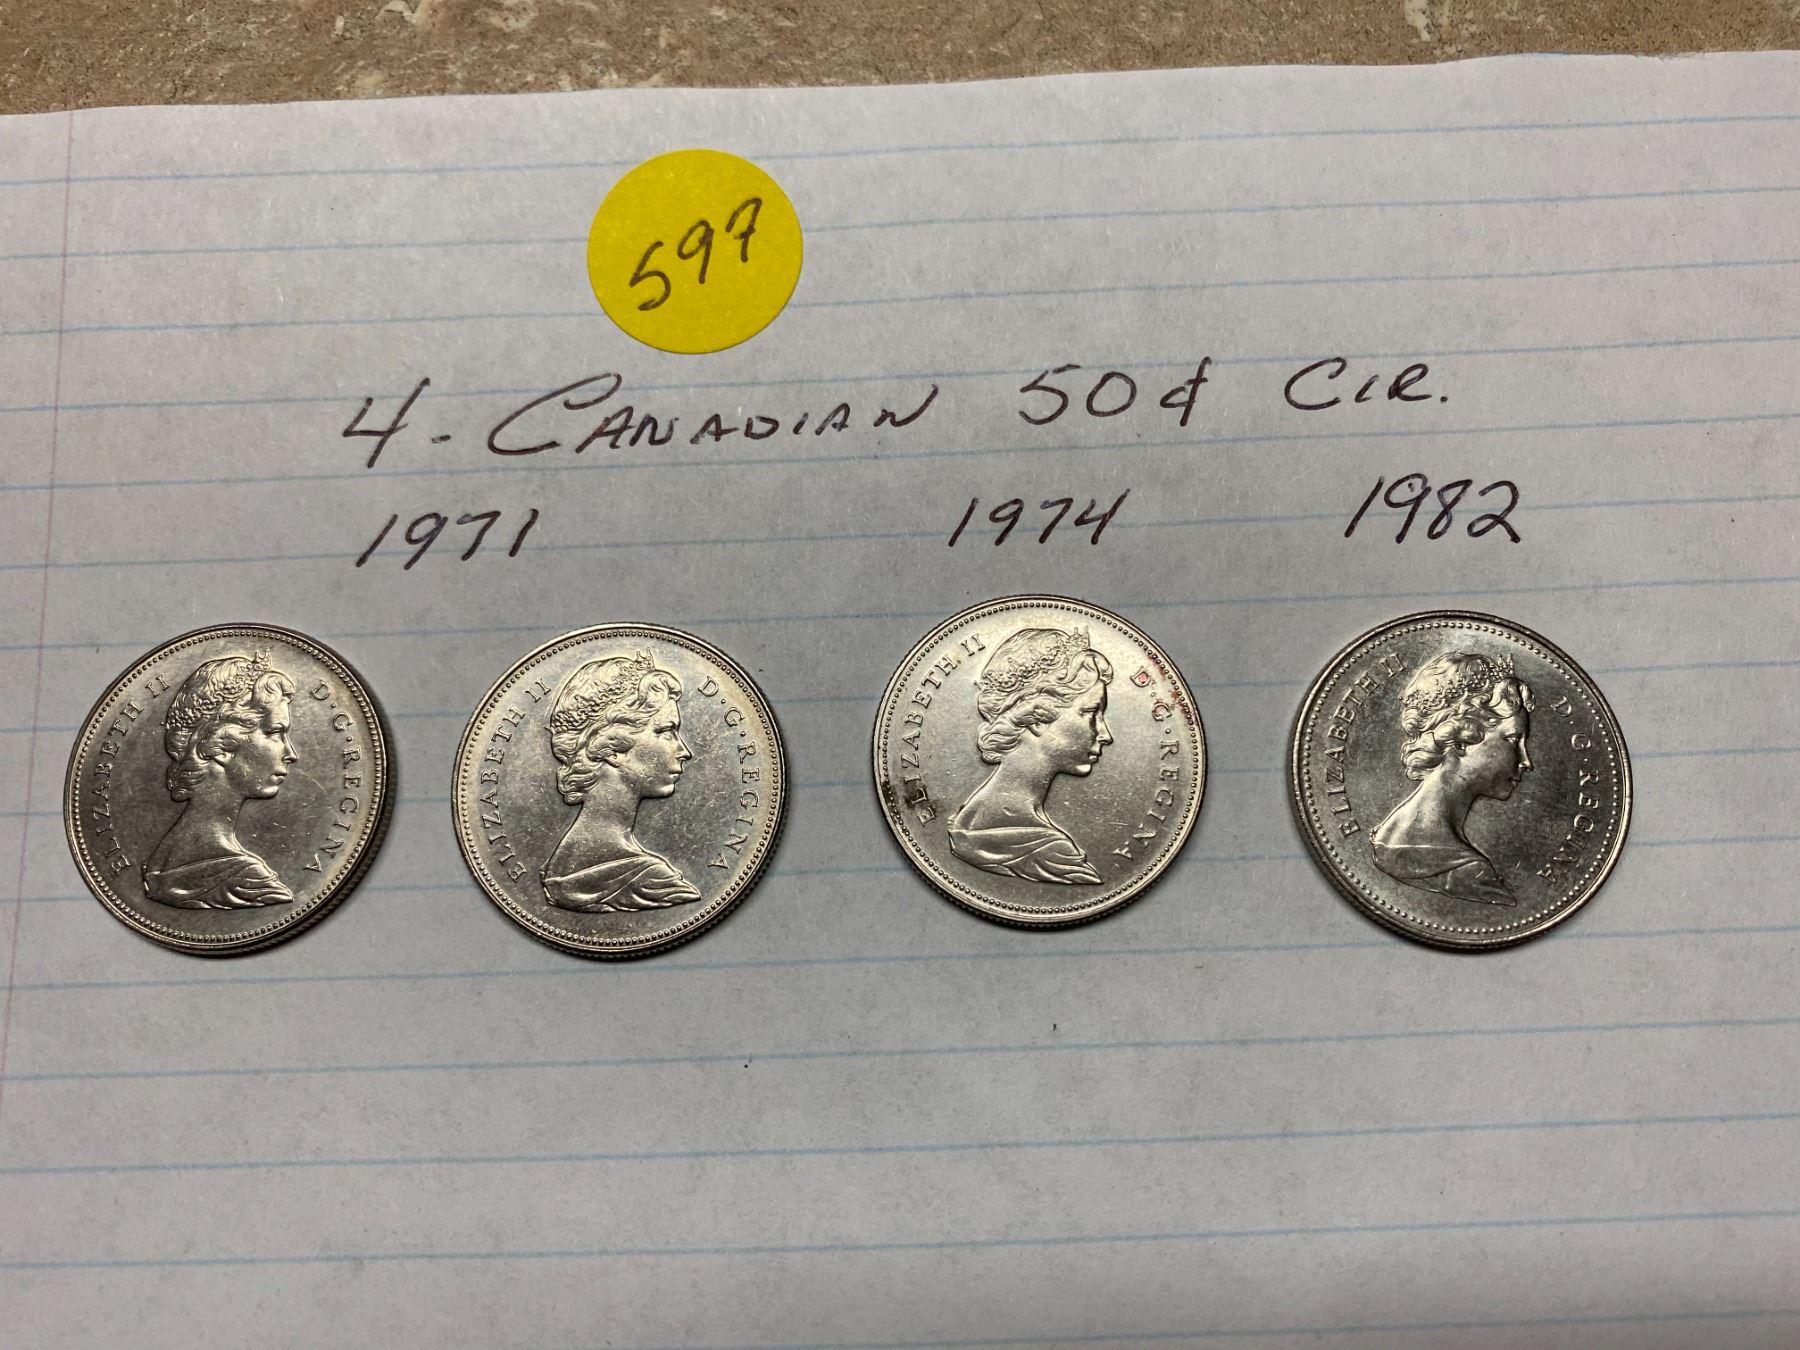 597
4 - CANADIAN 50¢ CIR.
1971 1974 1982
ELIZABETH II D·G·REGINA
ELIZABETH II D·G·REGINA
ELIZABETH II D·G·REGINA
ELIZABETH II D·G·REGINA